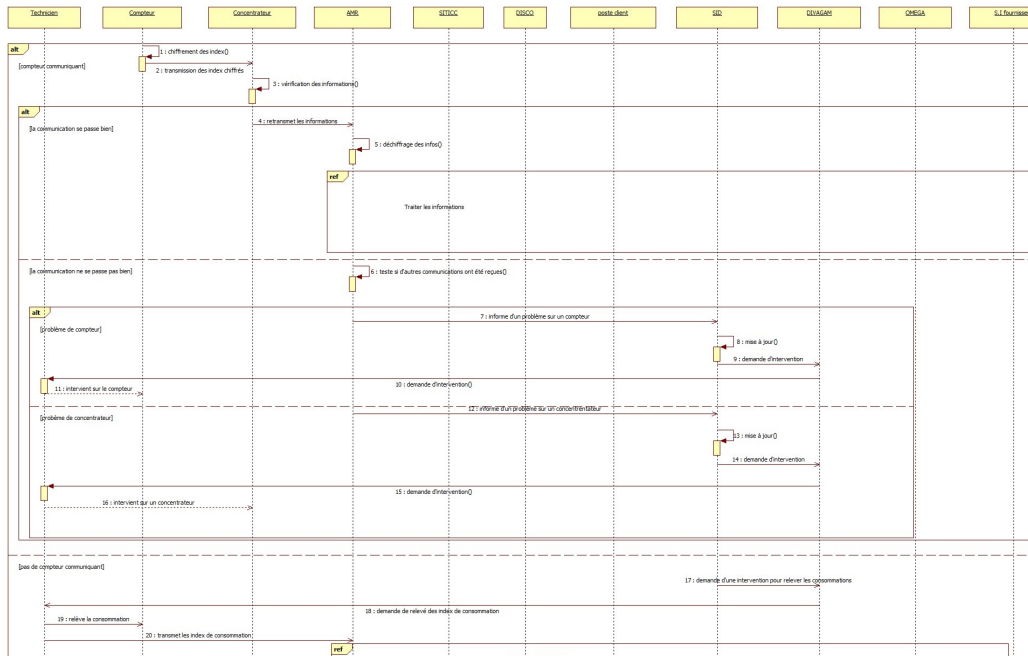 Technicien
Compteur
Concentrateur
AMR
SITICC
DISCO
poste client
SID
DIVAGAM
OMEGA
S.I fournisse
alt
[compteur communiquant]
1 : chiffrement des index()
2 : transmission des index chiffrés
3 : vérification des informations()
alt
[la communication se passe bien]
4 : retransmet les informations
5 : déchiffrage des infos()
ref
Traiter les informations
[la communication ne se passe pas bien]
6 : teste si d'autres communications ont été reçues()
alt
[problème de compteur]
7 : informe d'un problème sur un compteur
8 : mise à jour()
9 : demande d'intervention
10 : demande d'intervention()
11 : intervient sur le compteur
[probème de concentrateur]
12 : informe d'un problème sur un concentrentateur
13 : mise à jour()
14 : demande d'intervention
15 : demande d'intervention()
16 : intervient sur un concentrateur
[pas de compteur communiquant]
17 : demande d'une intervention pour relever les consommations
18 : demande de relevé des index de consommation
19 : relève la consommation
20 : transmet les index de consommation
ref